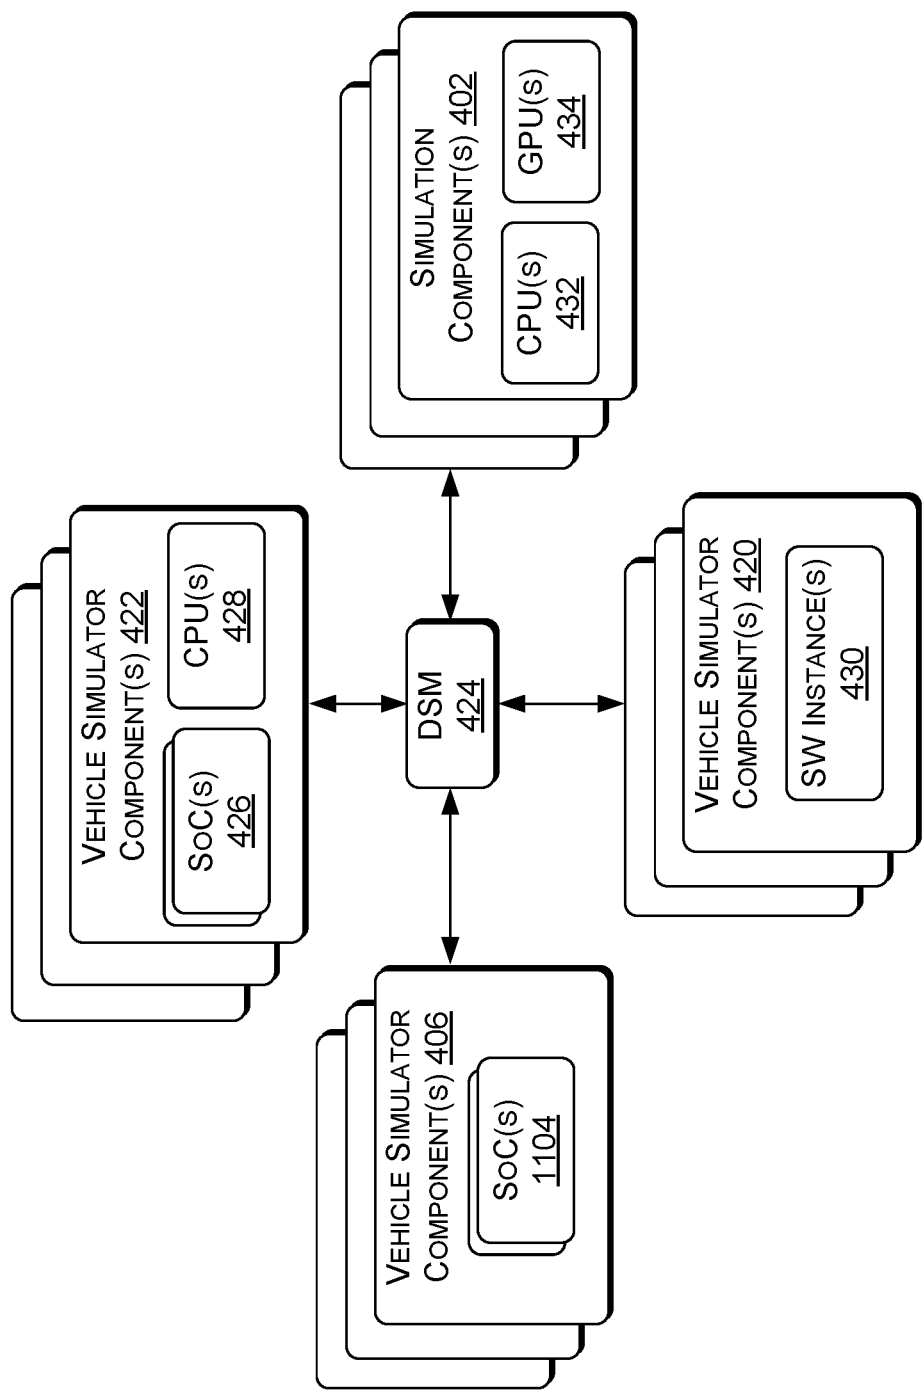 VEHICLE SIMULATOR
COMPONENT(S) 422
SOC(S)
426
CPU(S)
428
VEHICLE SIMULATOR
COMPONENT(S) 406
SOC(S)
1104
DSM
424
SIMULATION
COMPONENT(S) 402
CPU(S)
432
GPU(S)
434
VEHICLE SIMULATOR
COMPONENT(S) 420
SW INSTANCE(S)
430